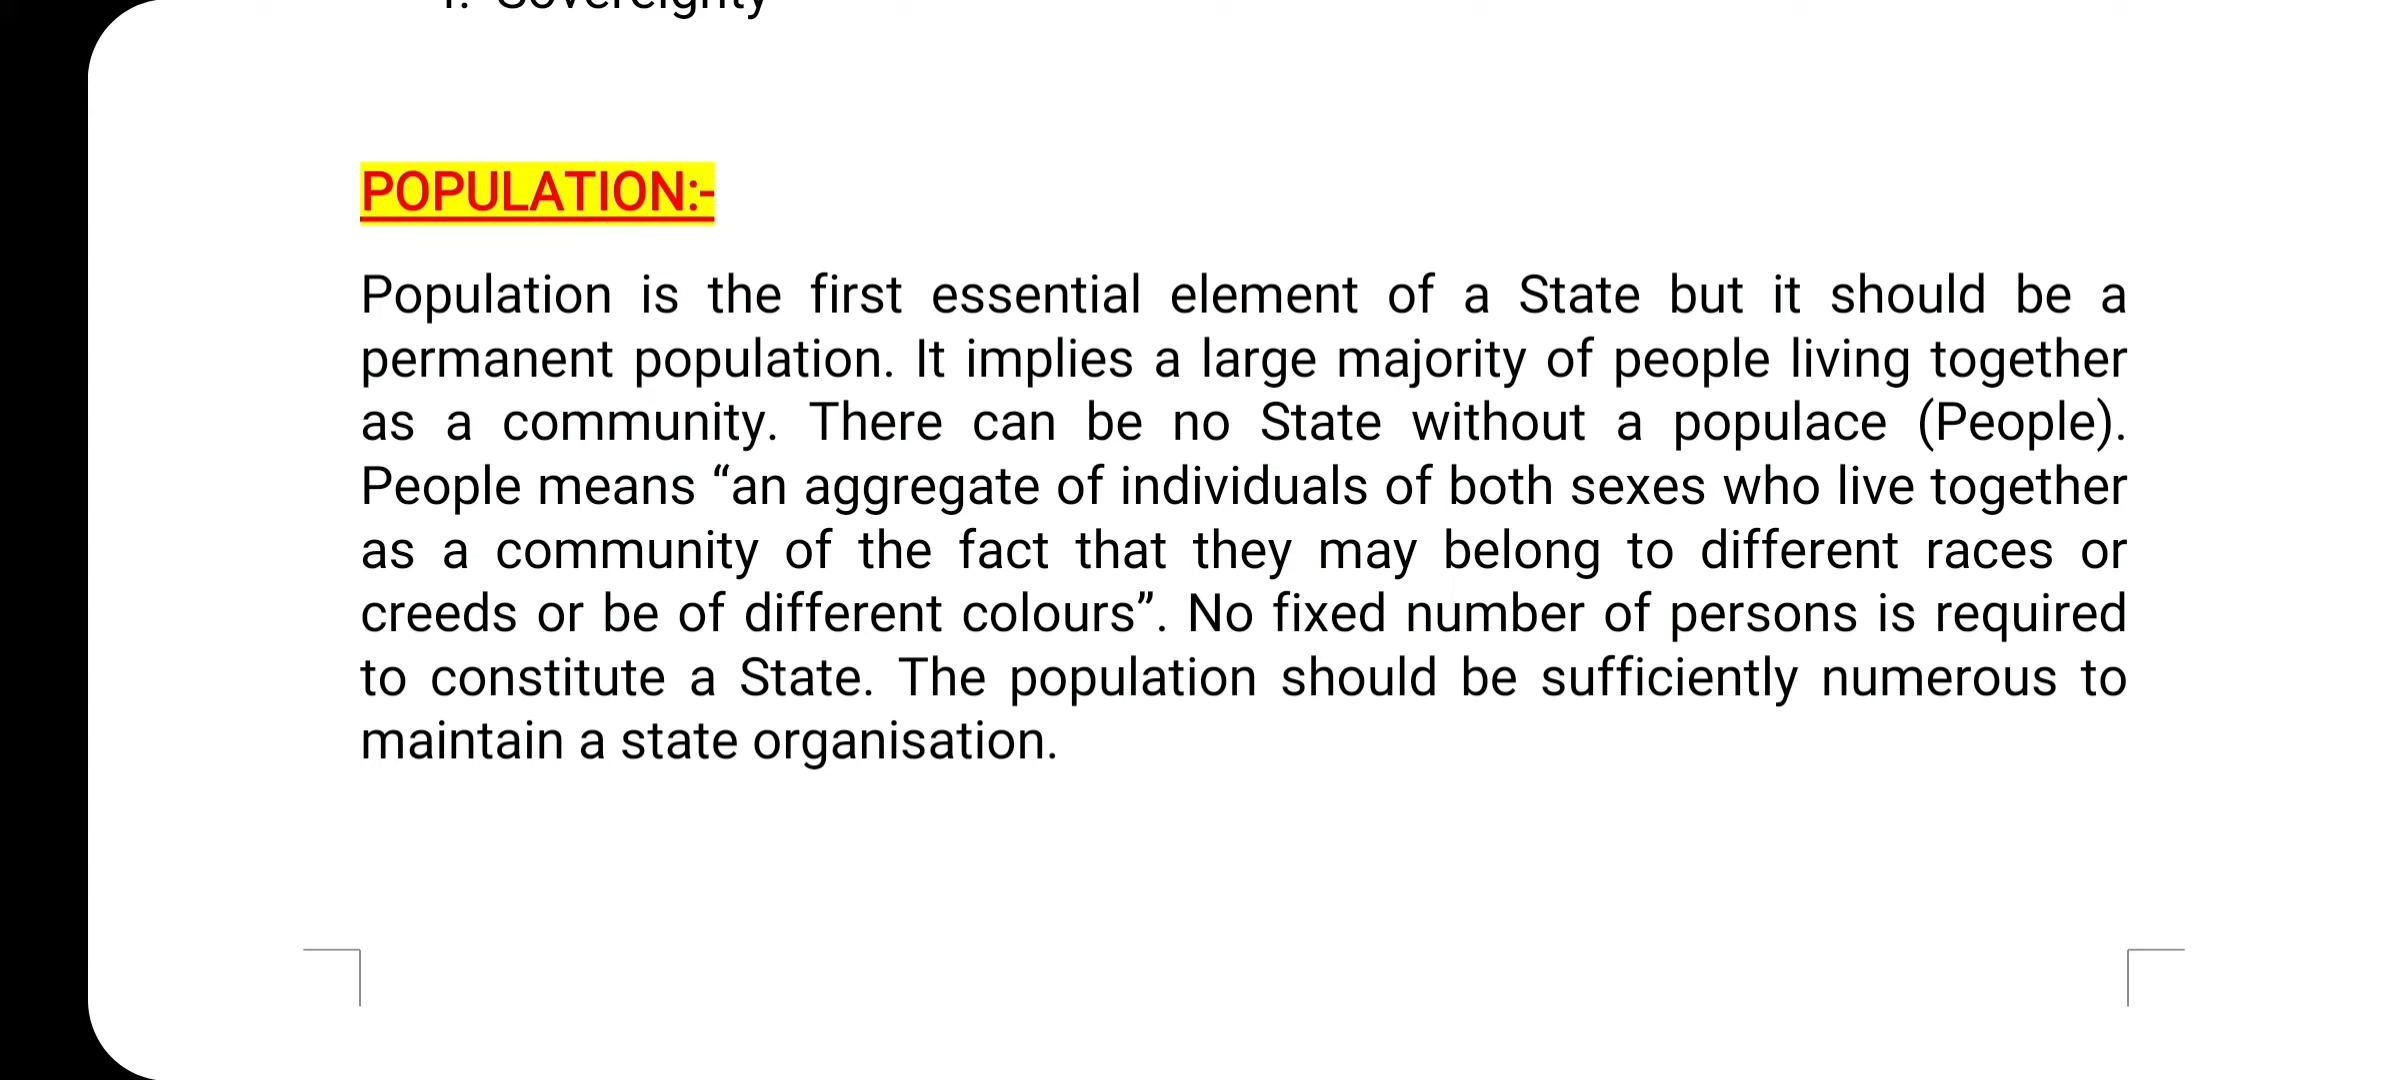 Sovereignty
POPULATION:-
Population is the first essential element of a State but it should be a
permanent population. It implies a large majority of people living together
as a community. There can be no State without a populace (People).
People means “an aggregate of individuals of both sexes who live together
as a community of the fact that they may belong to different races or
creeds or be of different colours”. No fixed number of persons is required
to constitute a State. The population should be sufficiently numerous to
maintain a state organisation.